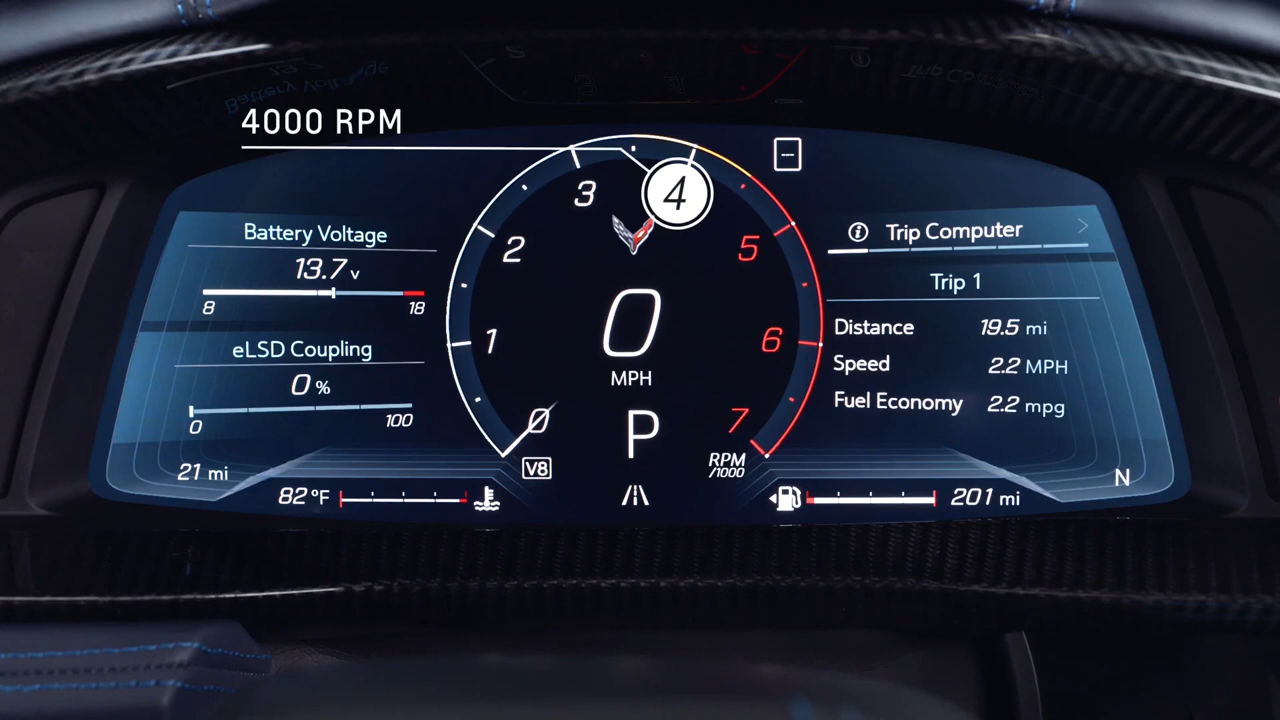 4000 RPM
Battery Voltage
13.7 v
8 18
eLSD Coupling
0 %
0 100
21 mi
82 °F
0 1 2 3 4 5 6 7
0
MPH
P
V8
RPM
/1000
--
Trip Computer
Trip 1
Distance 19.5 mi
Speed 2.2 MPH
Fuel Economy 2.2 mpg
N
201 mi